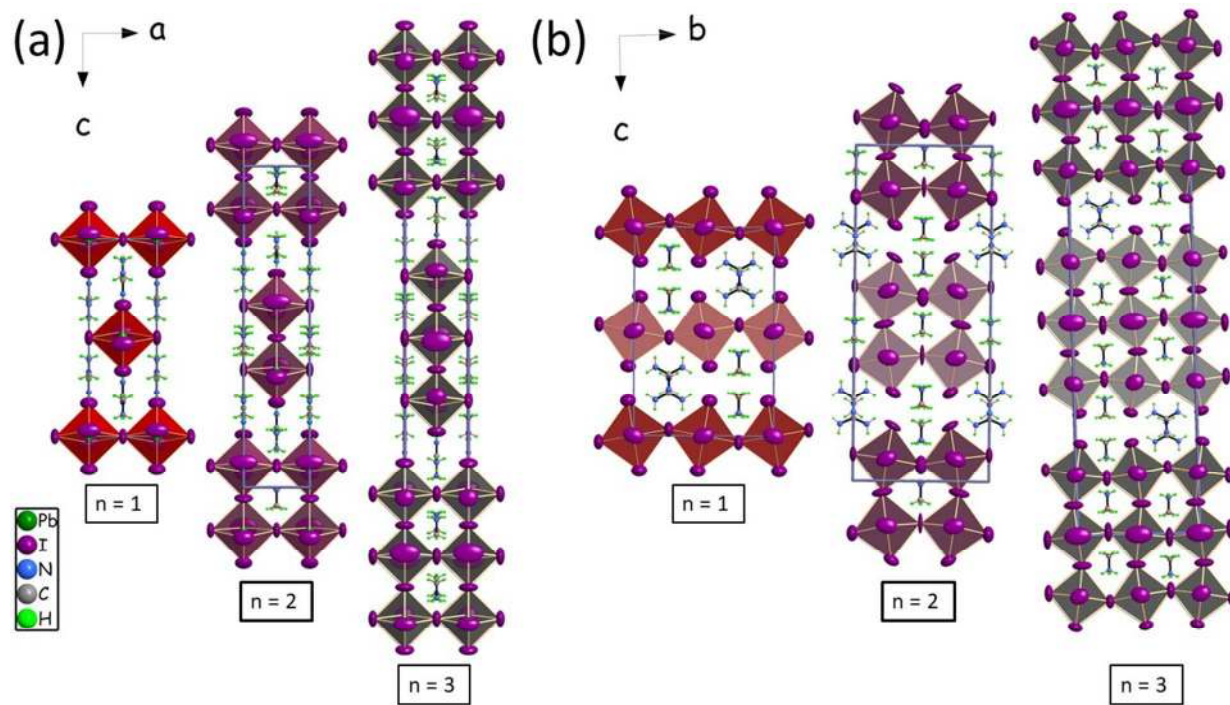 (a)
a
c
n = 1
n = 2
n = 3
Pb
I
N
C
H
(b)
b
c
n = 1
n = 2
n = 3